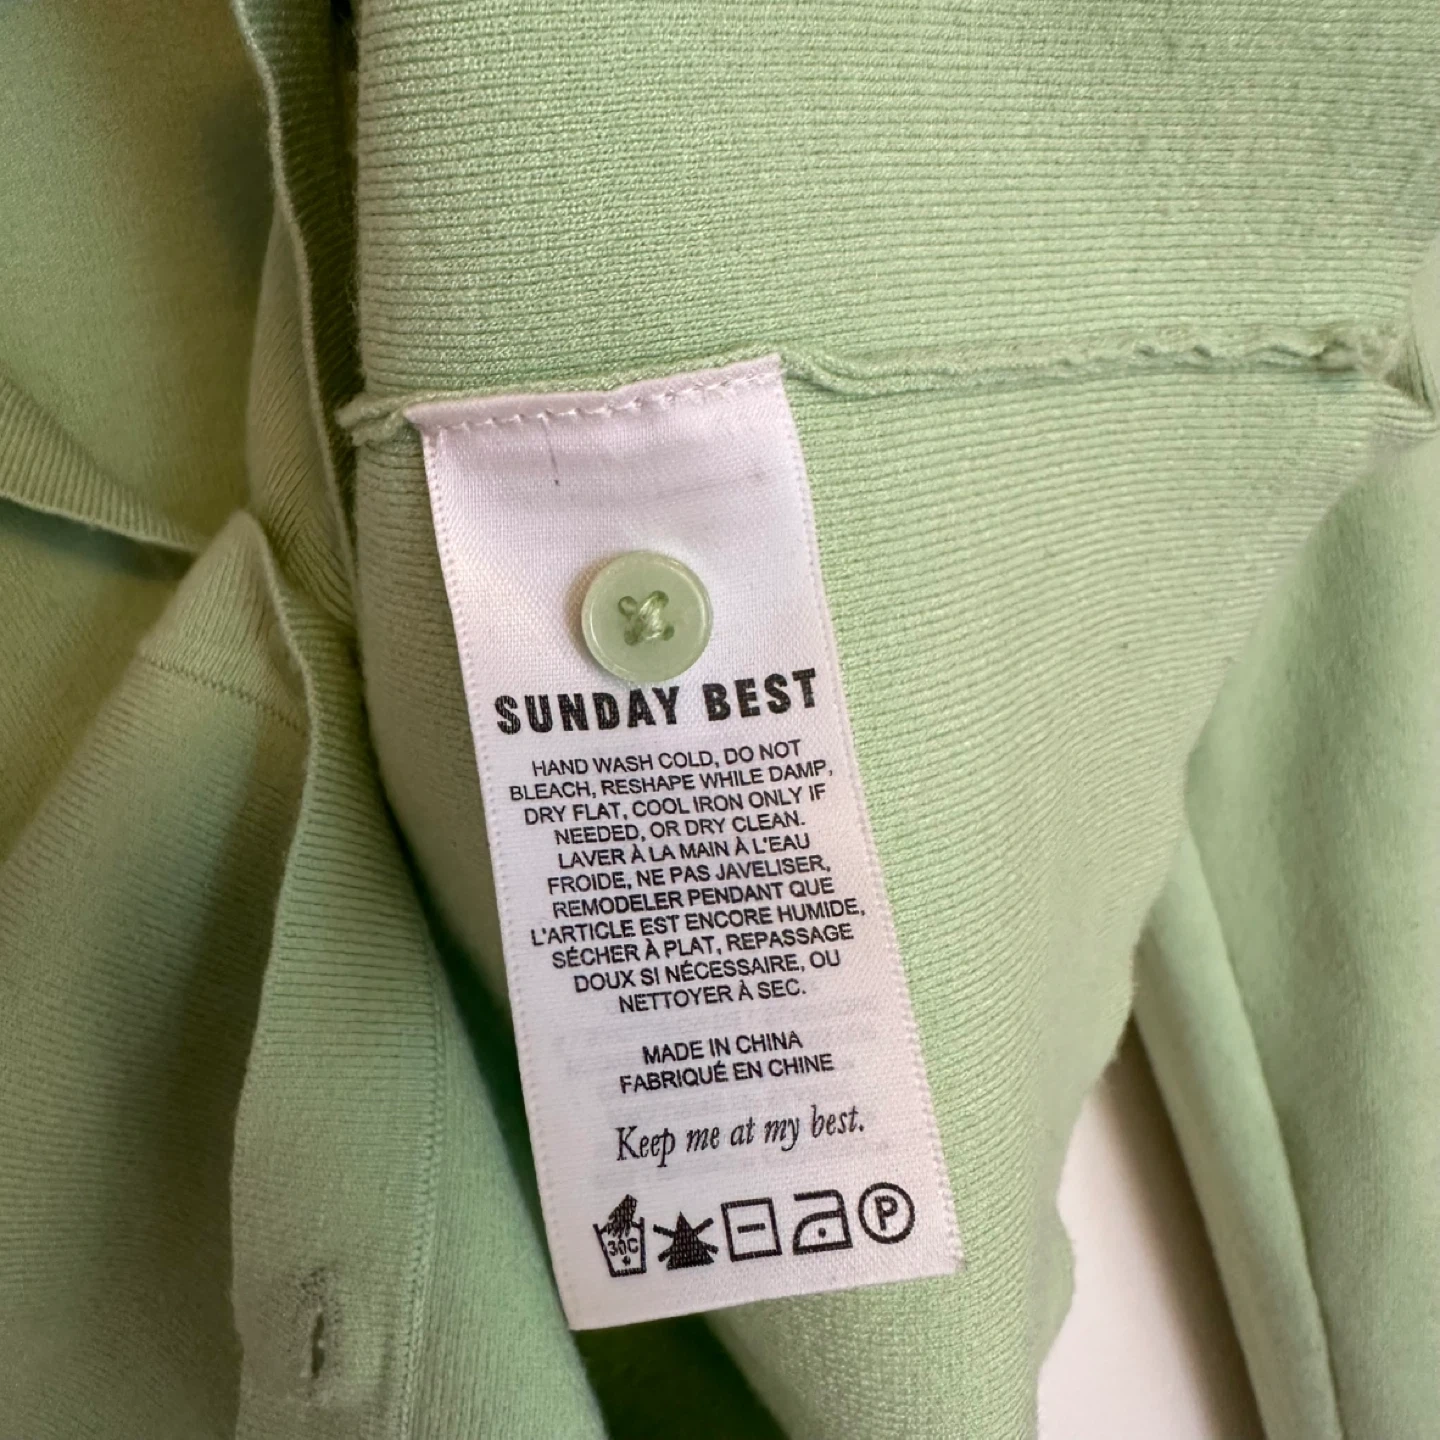 SUNDAY BEST
HAND WASH COLD, DO NOT
BLEACH, RESHAPE WHILE DAMP,
DRY FLAT, COOL IRON ONLY IF
NEEDED, OR DRY CLEAN.
LAVER À LA MAIN À L'EAU
FROIDE, NE PAS JAVELISER,
REMODELER PENDANT QUE
L'ARTICLE EST ENCORE HUMIDE,
SÉCHER À PLAT, REPASSAGE
DOUX SI NÉCESSAIRE, OU
NETTOYER À SEC.
MADE IN CHINA
FABRIQUÉ EN CHINE
Keep me at my best.
30C P